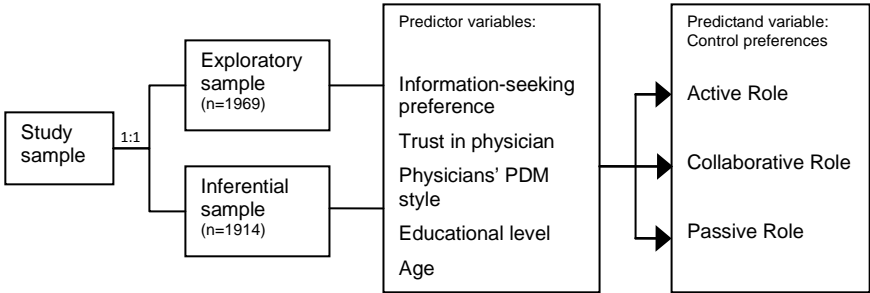 Study
sample
1:1
Exploratory
sample
(n=1969)
Inferential
sample
(n=1914)
Predictor variables:
Information-seeking
preference
Trust in physician
Physicians’ PDM
style
Educational level
Age
Predictand variable:
Control preferences
Active Role
Collaborative Role
Passive Role